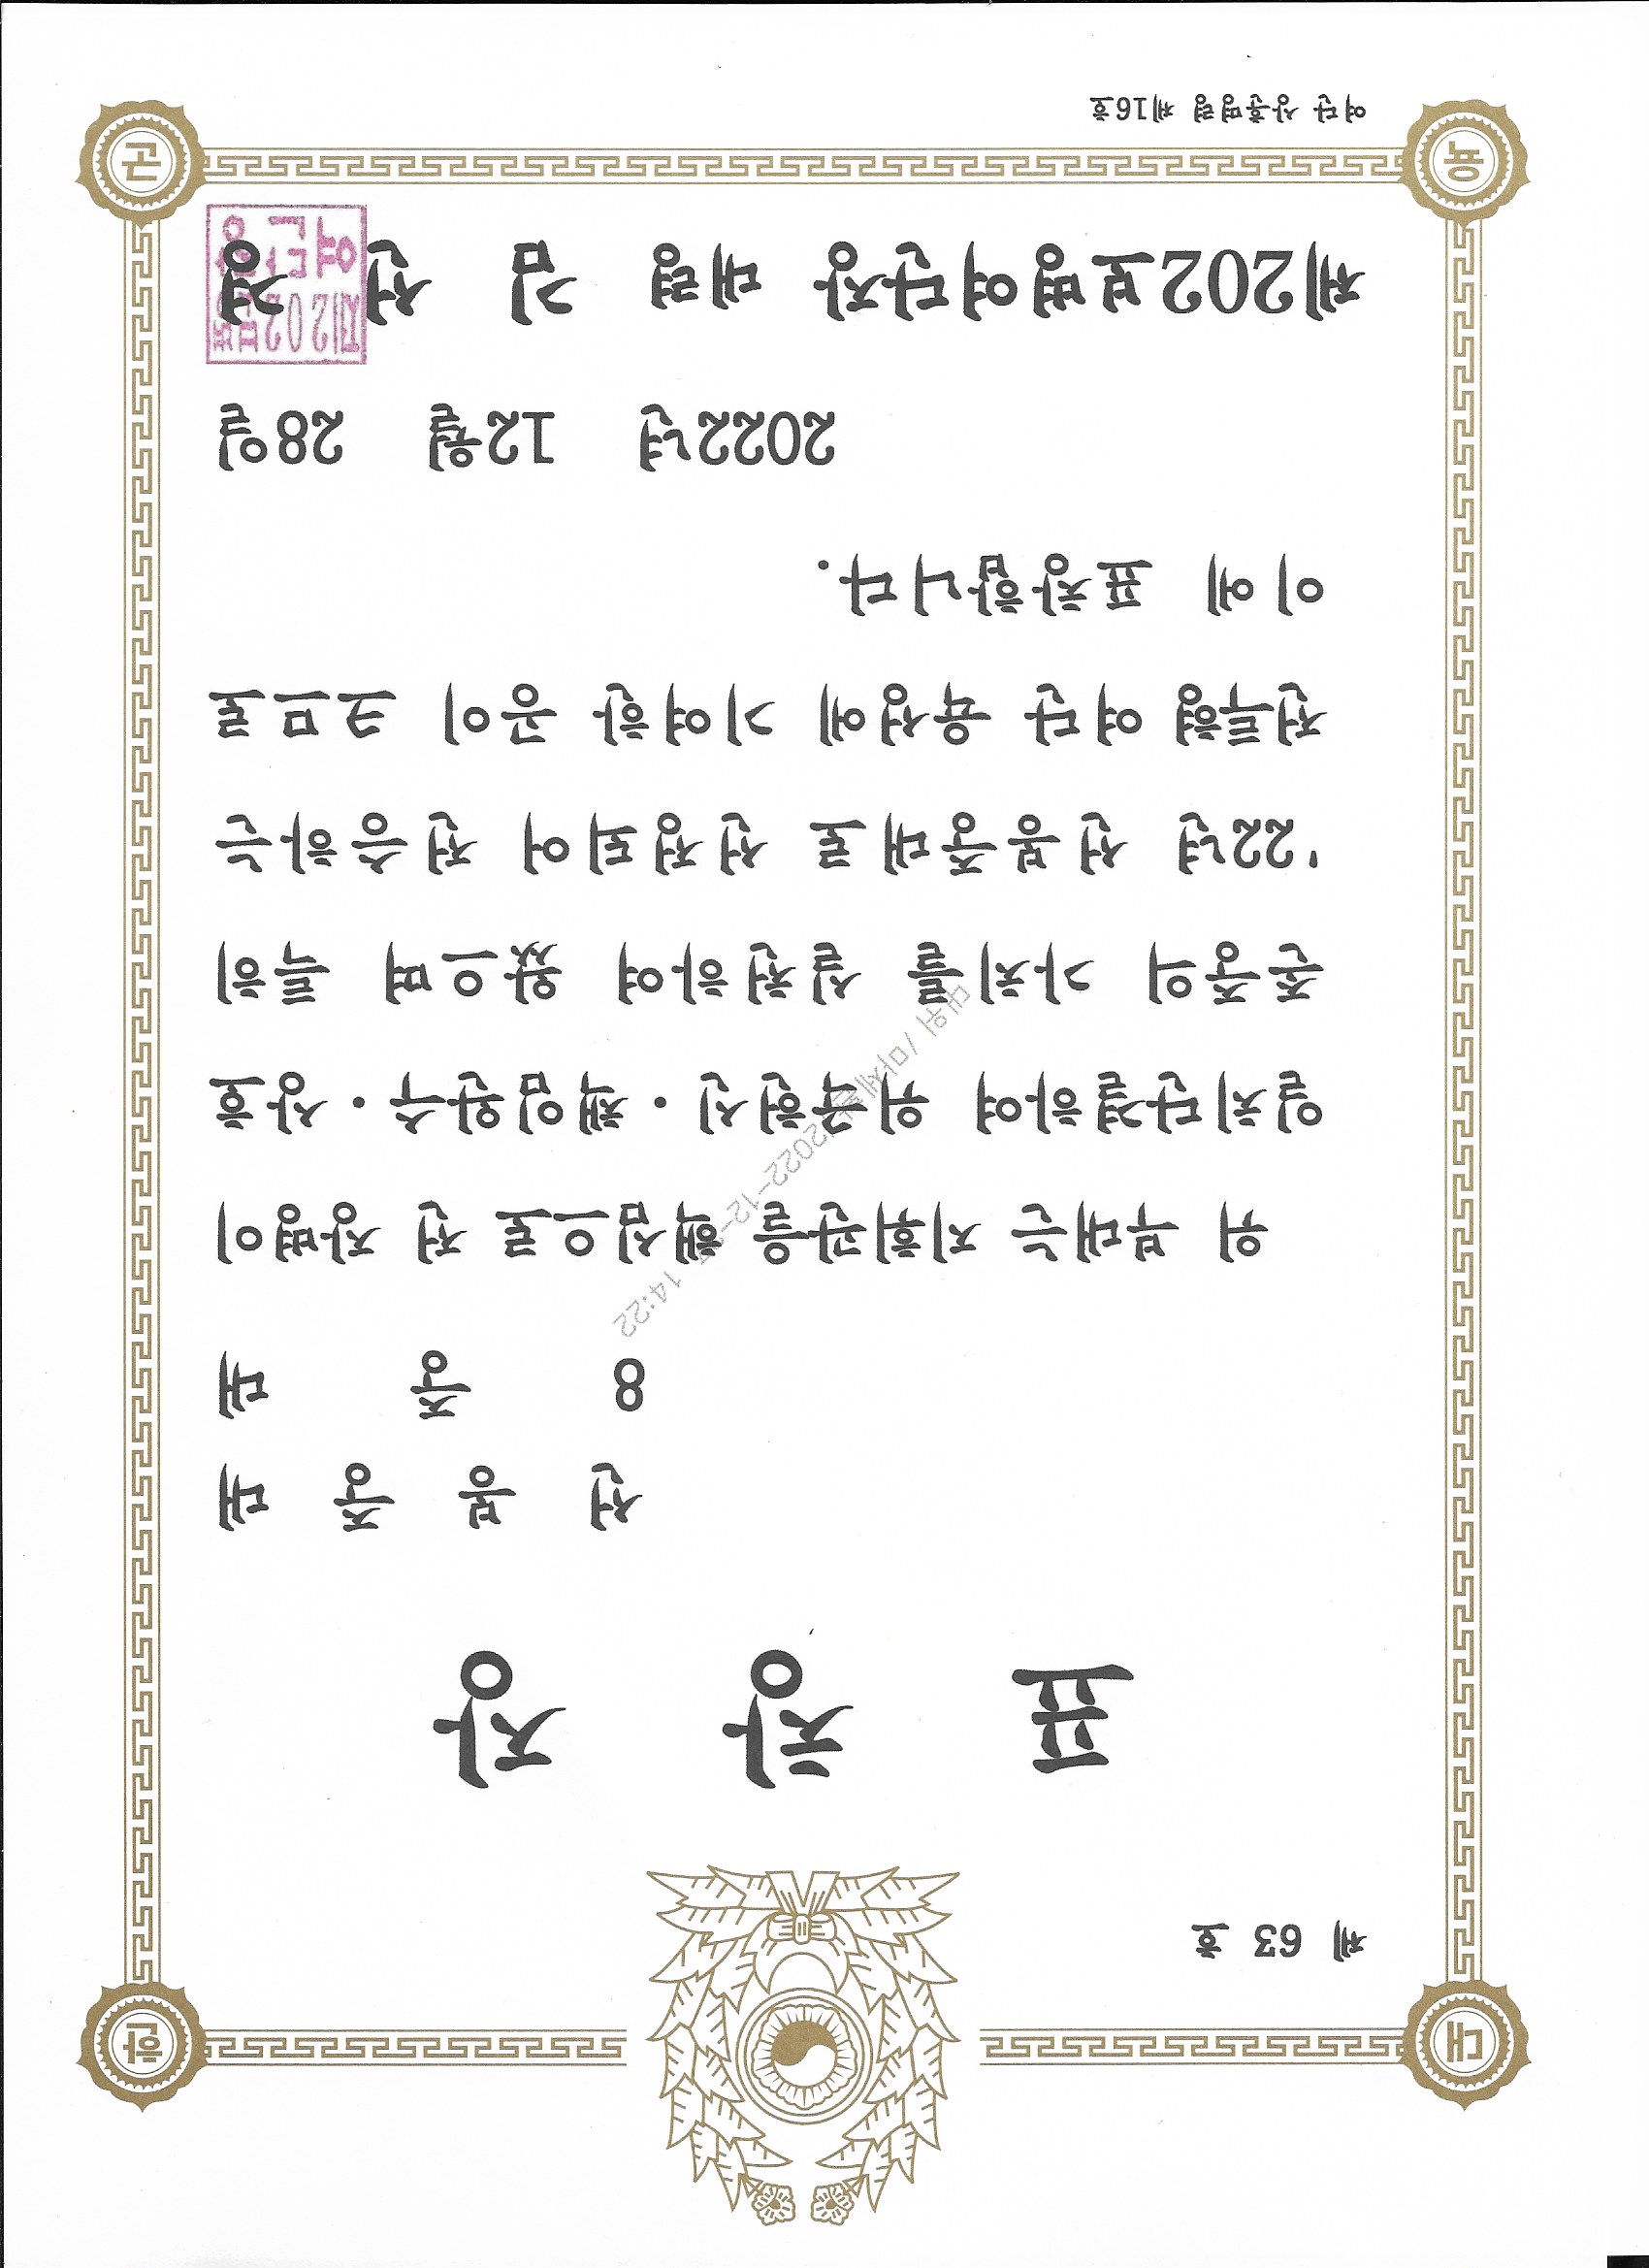 대 한
제 63 호
표 창 장
선 봉 중 대
8 중 대
위 부대는 지휘관을 핵심으로 전 장병이
일치단결하여 위국헌신·책임완수·상호
존중의 가치를 실천하여 왔으며 특히
'22년 선봉중대로 선정되어 전승하는
전투형 여단 육성에 기여한 공이 크므로
이에 표창합니다.
대위 /마세 2022-12- 14:22
2022년 12월 28일
제202보병여단장 대령 김 선 경
제202보병
여단장
육 군
여단 상훈명령 제16호